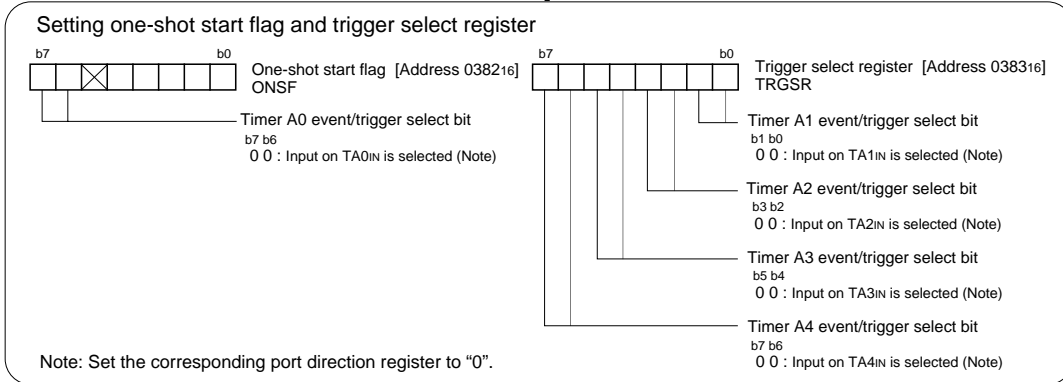 Setting one-shot start flag and trigger select register
b7 b0
One-shot start flag [Address 038216]
ONSF
Timer A0 event/trigger select bit
b7 b6
0 0 : Input on TA0IN is selected (Note)
b7 b0
Trigger select register [Address 038316]
TRGSR
Timer A1 event/trigger select bit
b1 b0
0 0 : Input on TA1IN is selected (Note)
Timer A2 event/trigger select bit
b3 b2
0 0 : Input on TA2IN is selected (Note)
Timer A3 event/trigger select bit
b5 b4
0 0 : Input on TA3IN is selected (Note)
Timer A4 event/trigger select bit
b7 b6
0 0 : Input on TA4IN is selected (Note)
Note: Set the corresponding port direction register to “0”.